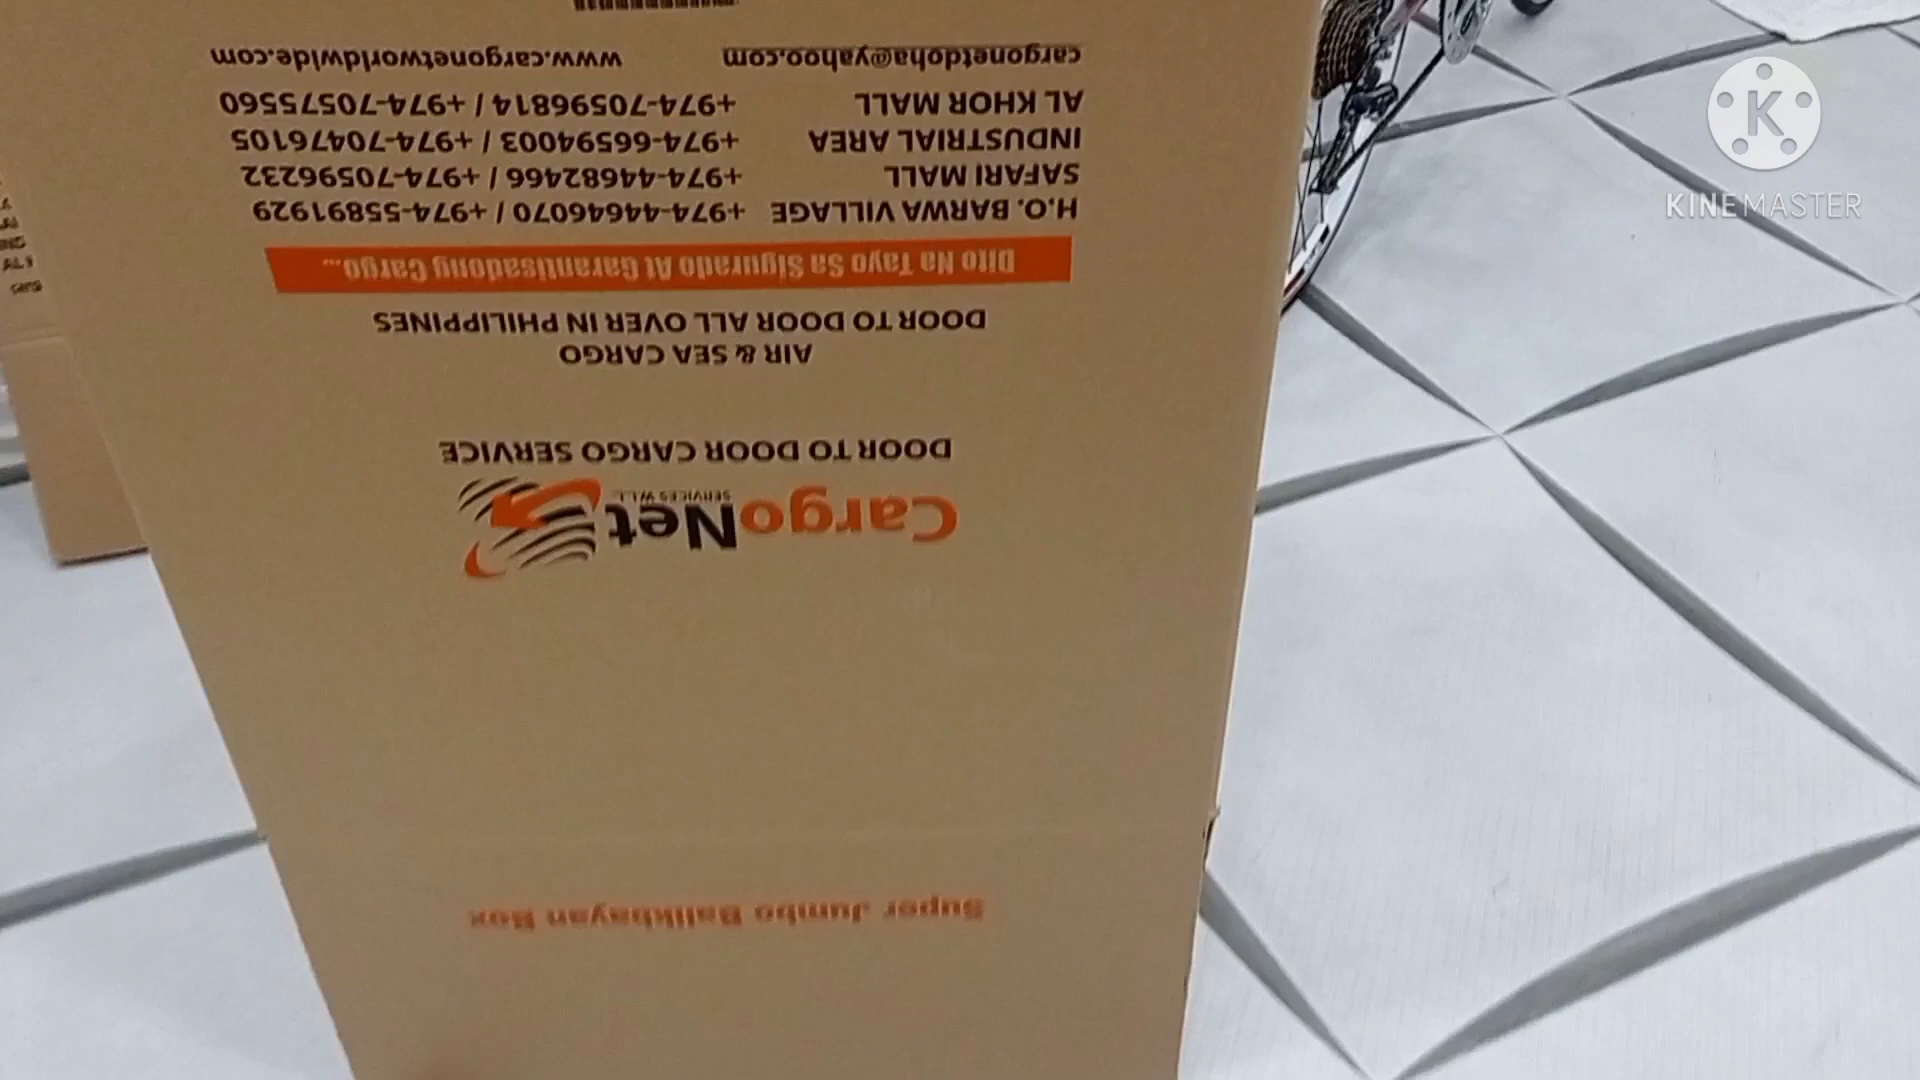 Super Jumbo Balikbayan Box
CargoNet
SERVICES W.L.L.
DOOR TO DOOR CARGO SERVICE
AIR & SEA CARGO
DOOR TO DOOR ALL OVER IN PHILIPPINES
Dito Na Tayo Sa Sigurado At Garantisadong Cargo...
H.O. BARWA VILLAGE +974-44646070 / +974-55891929
SAFARI MALL +974-44682466 / +974-70596232
INDUSTRIAL AREA +974-66594003 / +974-70476105
AL KHOR MALL +974-70596814 / +974-70575560
cargonetdoha@yahoo.com www.cargonetworldwide.com
K
KINEMASTER